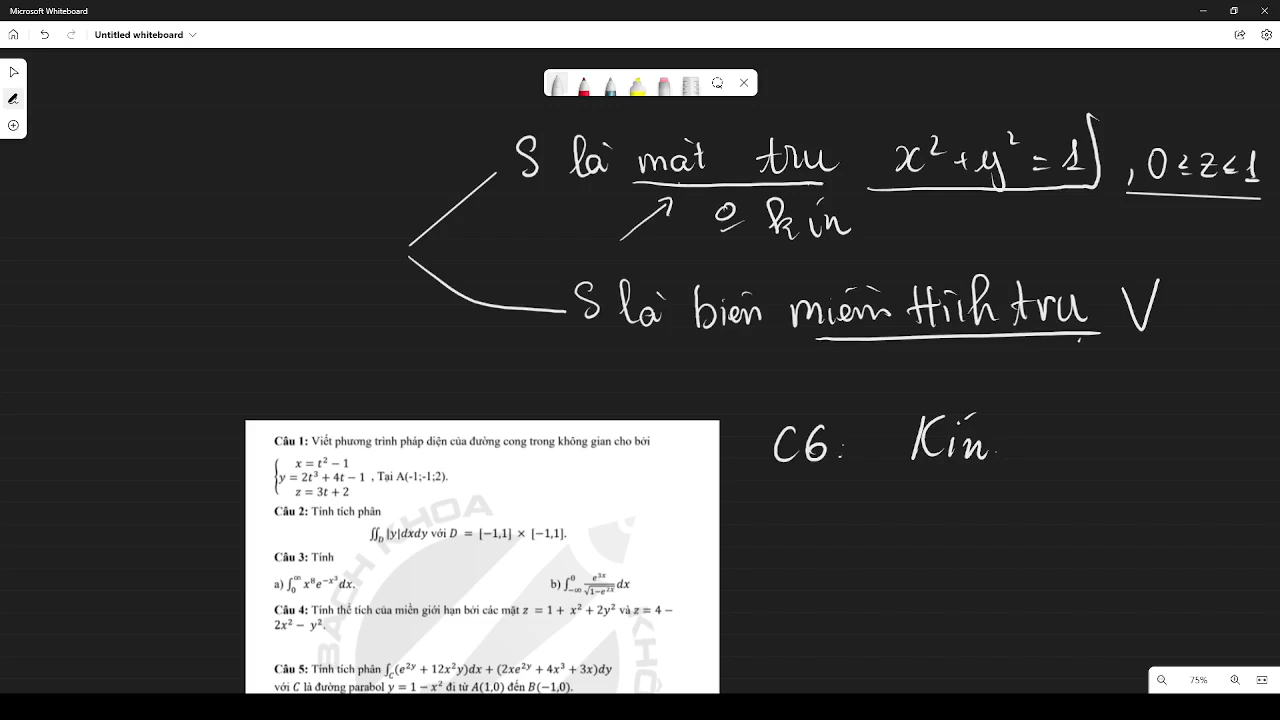 Microsoft Whiteboard
Untitled whiteboard
S là mặt trụ x² + y² = 1, 0 ≤ z ≤ 1
o kín
S là biên miền Hình trụ V
C6: Kín
Câu 1: Viết phương trình pháp diện của đường cong trong không gian cho bởi
{ x = t² − 1
y = 2t³ + 4t − 1 , Tại A(-1;-1;2).
z = 3t + 2
Câu 2: Tính tích phân
∬_D |y|dxdy với D = [−1,1] × [−1,1].
Câu 3: Tính
a) ∫₀^∞ x⁸e^(−x³)dx. b) ∫_(−∞)^0 e^(3x)/√(1−e^(2x)) dx
Câu 4: Tính thể tích của miền giới hạn bởi các mặt z = 1 + x² + 2y² và z = 4 −
2x² − y².
Câu 5: Tính tích phân ∫_C(e^(2y) + 12x²y)dx + (2xe^(2y) + 4x³ + 3x)dy
với C là đường parabol y = 1 − x² đi từ A(1,0) đến B(−1,0).
BÁCH KHOA
75%